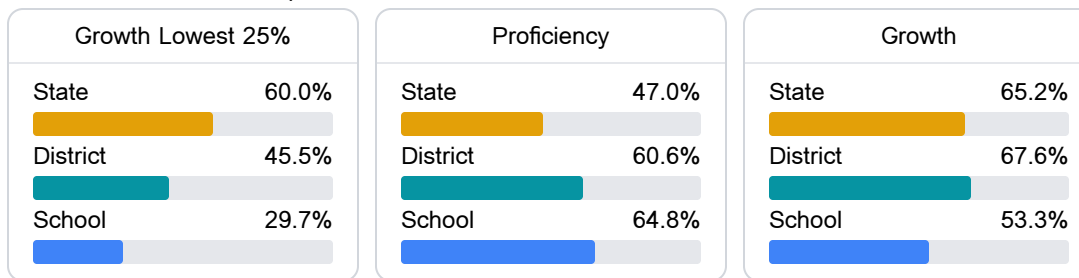 Growth Lowest 25%
State 60.0%
District 45.5%
School 29.7%
Proficiency
State 47.0%
District 60.6%
School 64.8%
Growth
State 65.2%
District 67.6%
School 53.3%